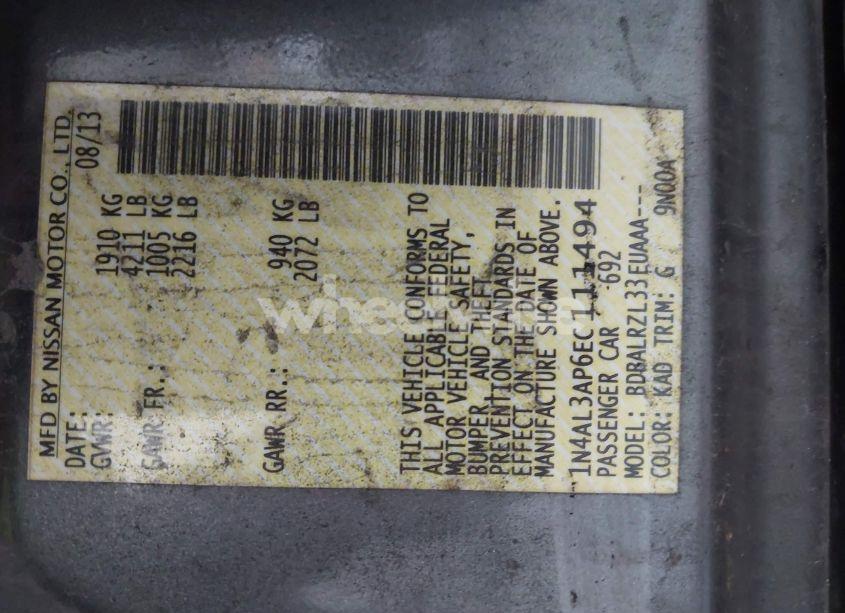 MFD BY NISSAN MOTOR CO., LTD.
DATE: 08/13
GVWR: 1910 KG
4211 LB
GAWR FR.: 1005 KG
2216 LB
GAWR RR.: 940 KG
2072 LB
THIS VEHICLE CONFORMS TO
ALL APPLICABLE FEDERAL
MOTOR VEHICLE SAFETY,
BUMPER AND THEFT
PREVENTION STANDARDS IN
EFFECT ON THE DATE OF
MANUFACTURE SHOWN ABOVE.
1N4AL3AP6EC111494
PASSENGER CAR 692
MODEL: BDBALRZL33EUAAA---
COLOR: KAD TRIM: G 9N00A